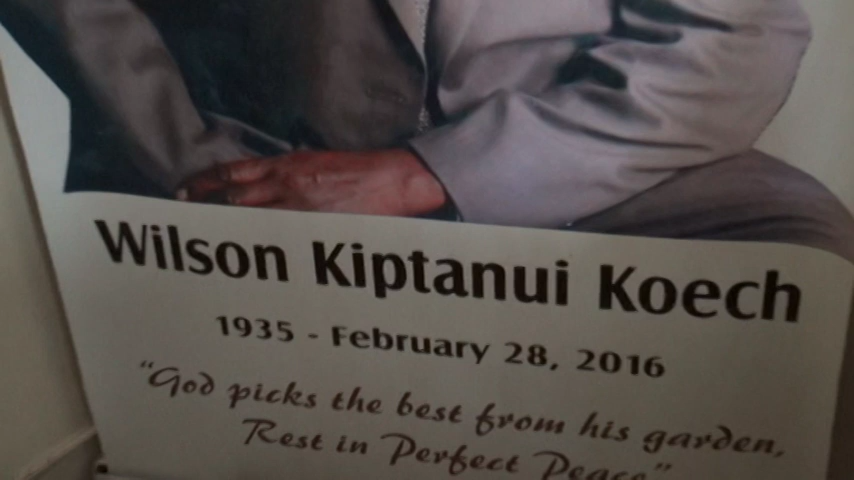 Wilson Kiptanui Koech
1935 - February 28, 2016
"God picks the best from his garden,
Rest in Perfect Peace"